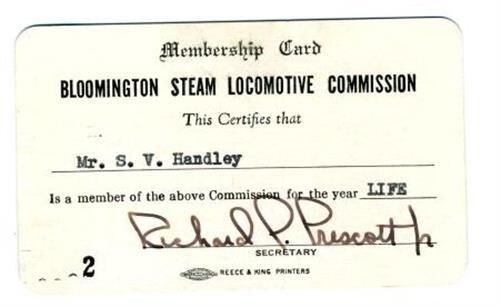 Membership Card
BLOOMINGTON STEAM LOCOMOTIVE COMMISSION
This Certifies that
Mr. S. V. Handley
Is a member of the above Commission for the year LIFE
Richard P. Prescott Jr
SECRETARY
2
REECE & KING PRINTERS